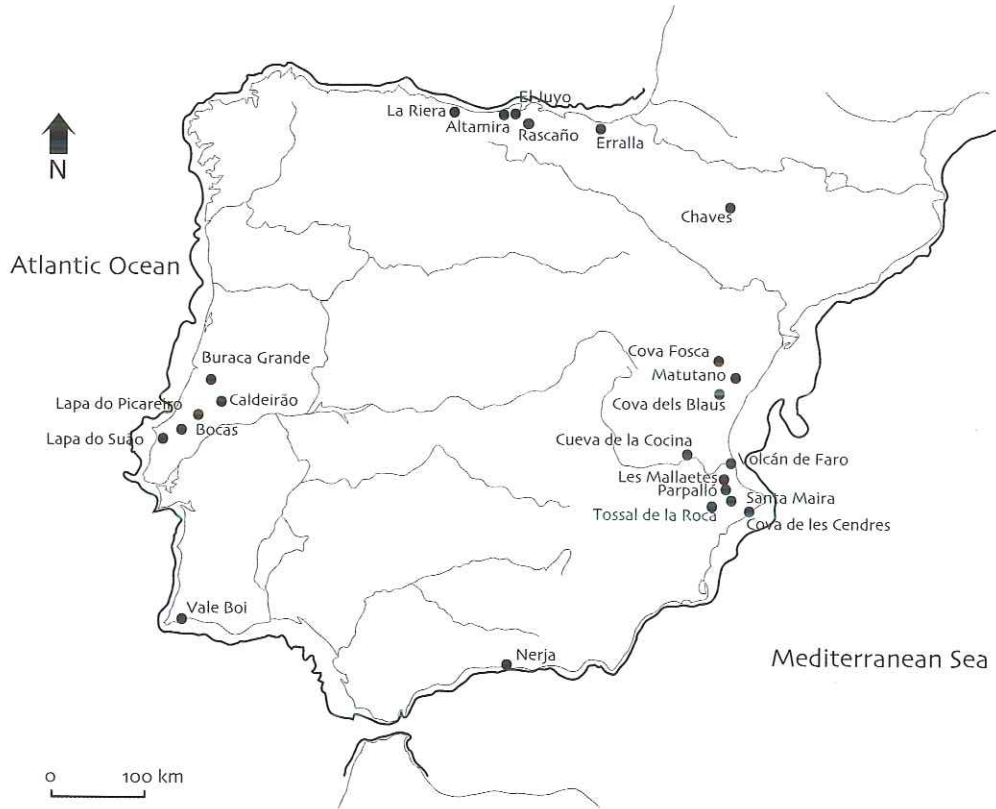 El Juyo
La Riera
Altamira
Rascaño
Erralla
N
Chaves
Atlantic Ocean
Buraca Grande
Cova Fosca
Matutano
Lapa do Picareiro
Caldeirão
Cova dels Blaus
Lapa do Suão
Bocas
Cueva de la Cocina
Volcán de Faro
Les Mallaetes
Parpalló
Santa Maira
Tossal de la Roca
Cova de les Cendres
Vale Boi
Nerja
Mediterranean Sea
0 100 km